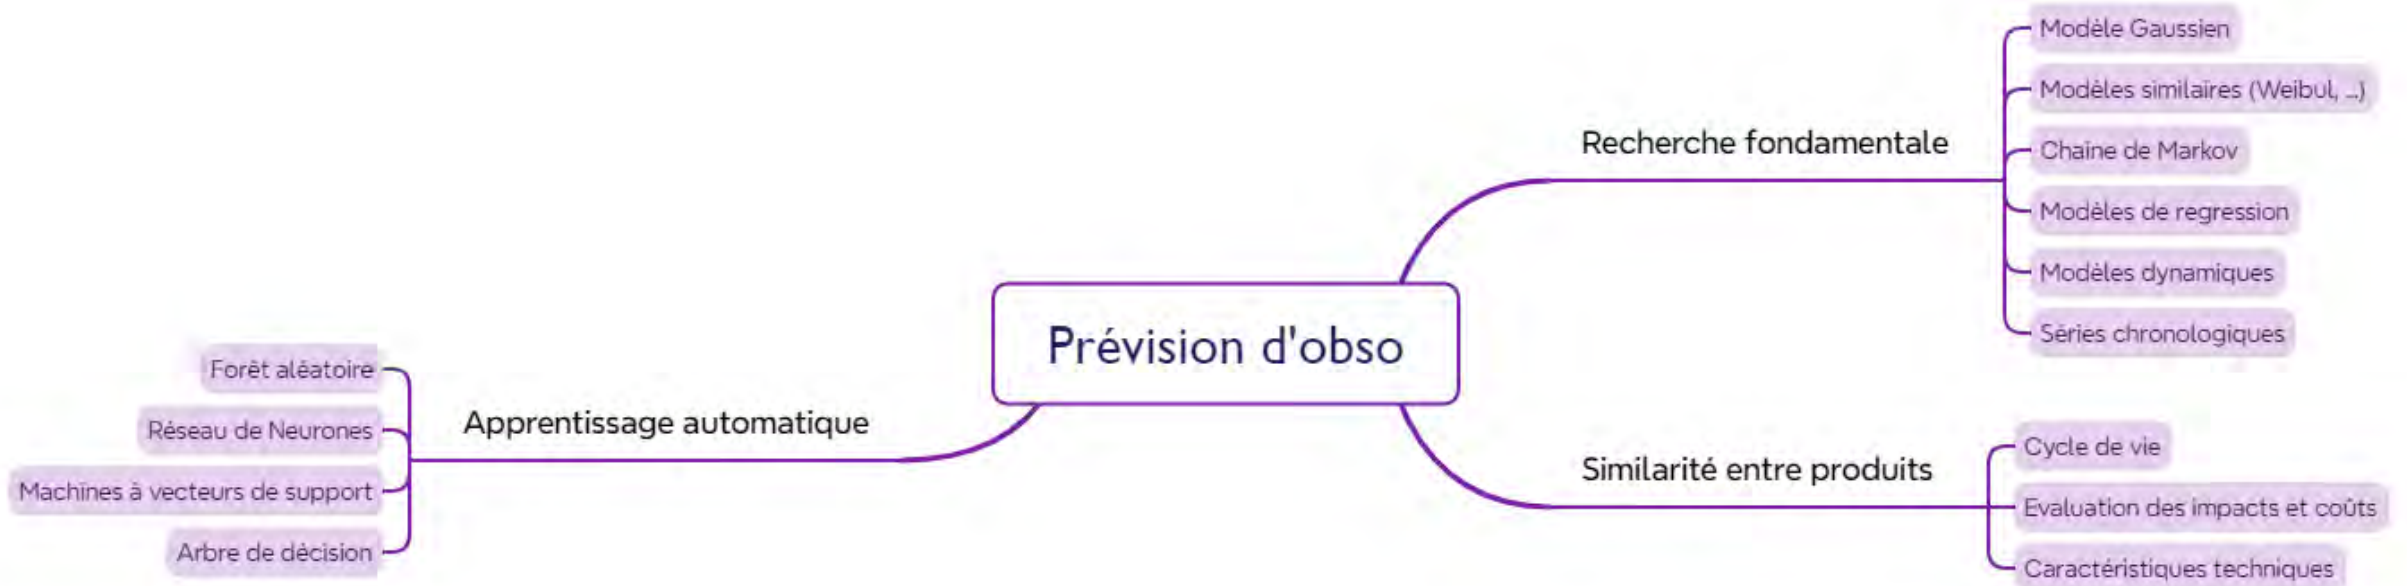 Prévision d'obso
Recherche fondamentale
Modèle Gaussien
Modèles similaires (Weibul, ...)
Chaine de Markov
Modèles de regression
Modèles dynamiques
Séries chronologiques
Similarité entre produits
Cycle de vie
Evaluation des impacts et coûts
Caractéristiques techniques
Apprentissage automatique
Forêt aléatoire
Réseau de Neurones
Machines à vecteurs de support
Arbre de décision